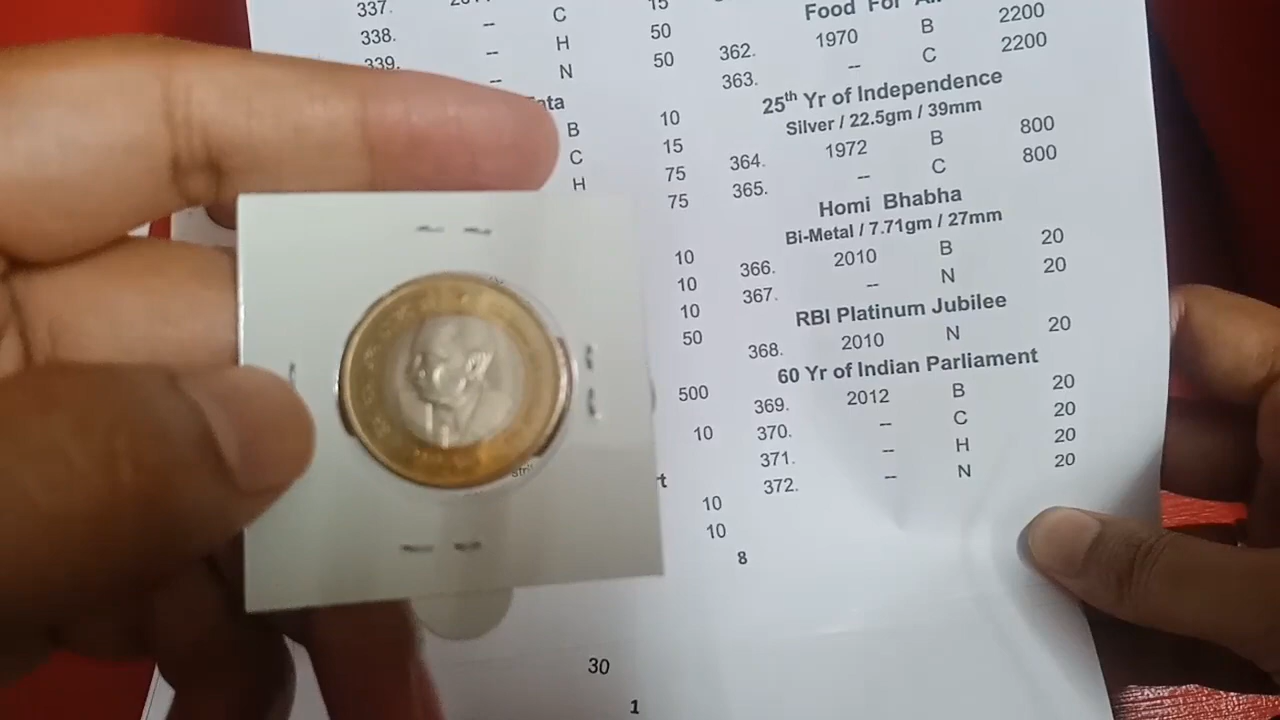 337.
C
15
338.
--
H
50
339.
--
N
50
--
B
10
C
15
H
75
75
10
10
10
50
500
10
10
10
8
30
1
Food For
362. 1970 B 2200
363. -- C 2200
25th Yr of Independence
Silver / 22.5gm / 39mm
364. 1972 B 800
365. -- C 800
Homi Bhabha
Bi-Metal / 7.71gm / 27mm
366. 2010 B 20
367. -- N 20
RBI Platinum Jubilee
368. 2010 N 20
60 Yr of Indian Parliament
369. 2012 B 20
370. -- C 20
371. -- H 20
372. -- N 20